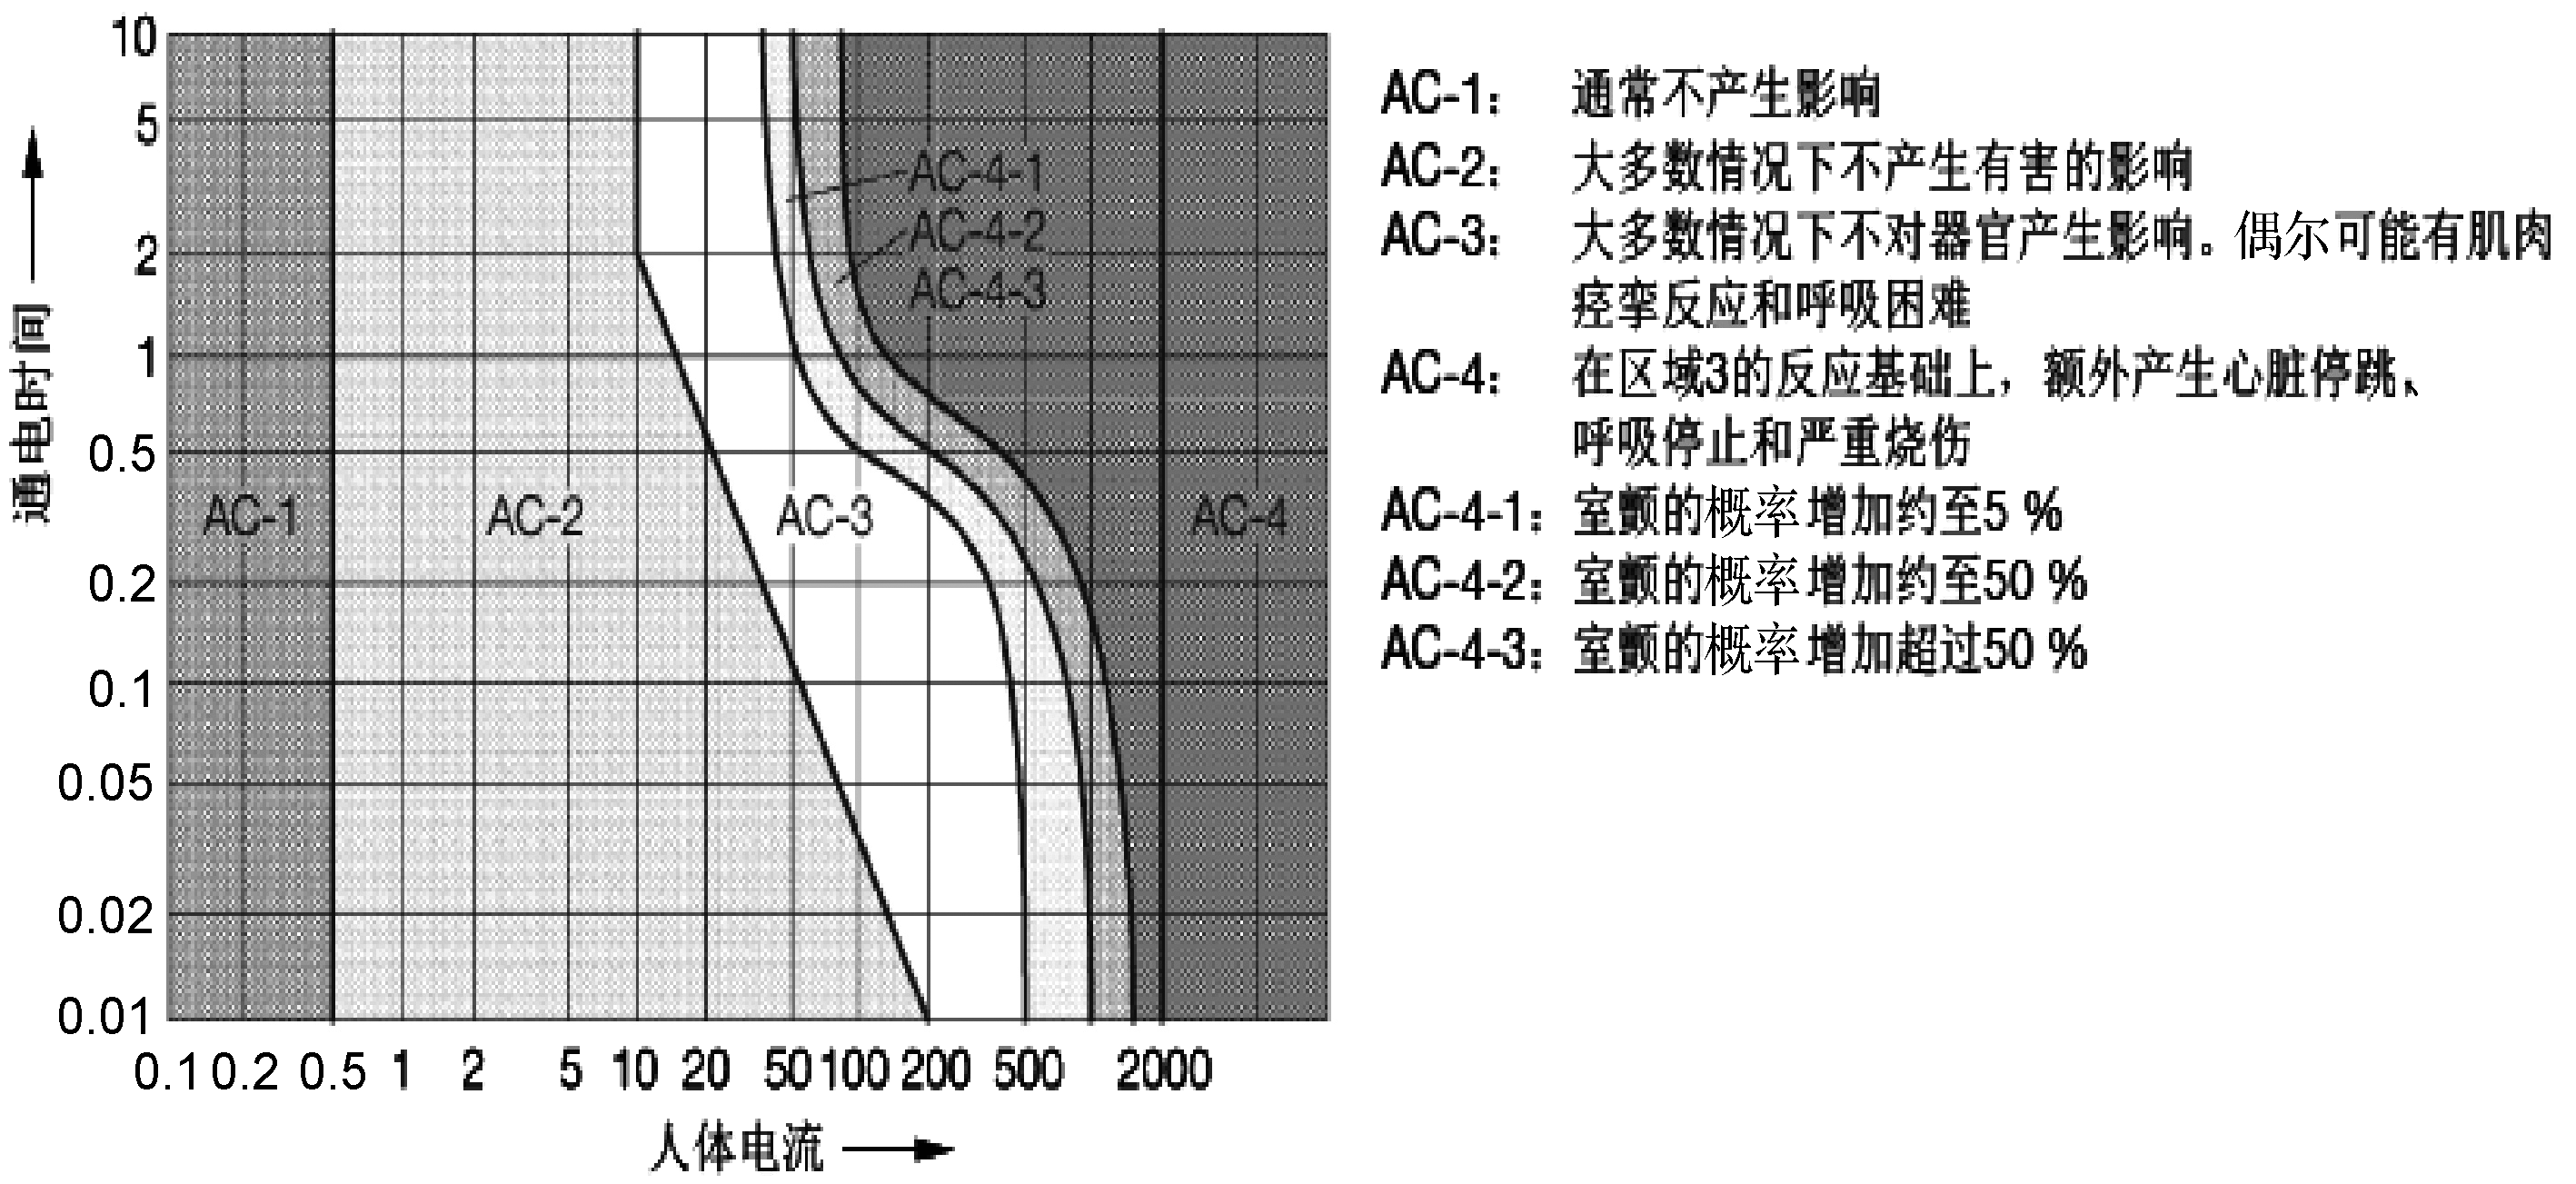 10
5
2
1
0.5
0.2
0.1
0.05
0.02
0.01
通电时间
AC-1
AC-2
AC-3
AC-4
AC-4-1
AC-4-2
AC-4-3
0.1 0.2 0.5 1 2 5 10 20 50 100 200 500 2000
人体电流
AC-1: 通常不产生影响
AC-2: 大多数情况下不产生有害的影响
AC-3: 大多数情况下不对器官产生影响。偶尔可能有肌肉
痉挛反应和呼吸困难
AC-4: 在区域3的反应基础上，额外产生心脏停跳、
呼吸停止和严重烧伤
AC-4-1: 室颤的概率增加约至5 %
AC-4-2: 室颤的概率增加约至50 %
AC-4-3: 室颤的概率增加超过50 %